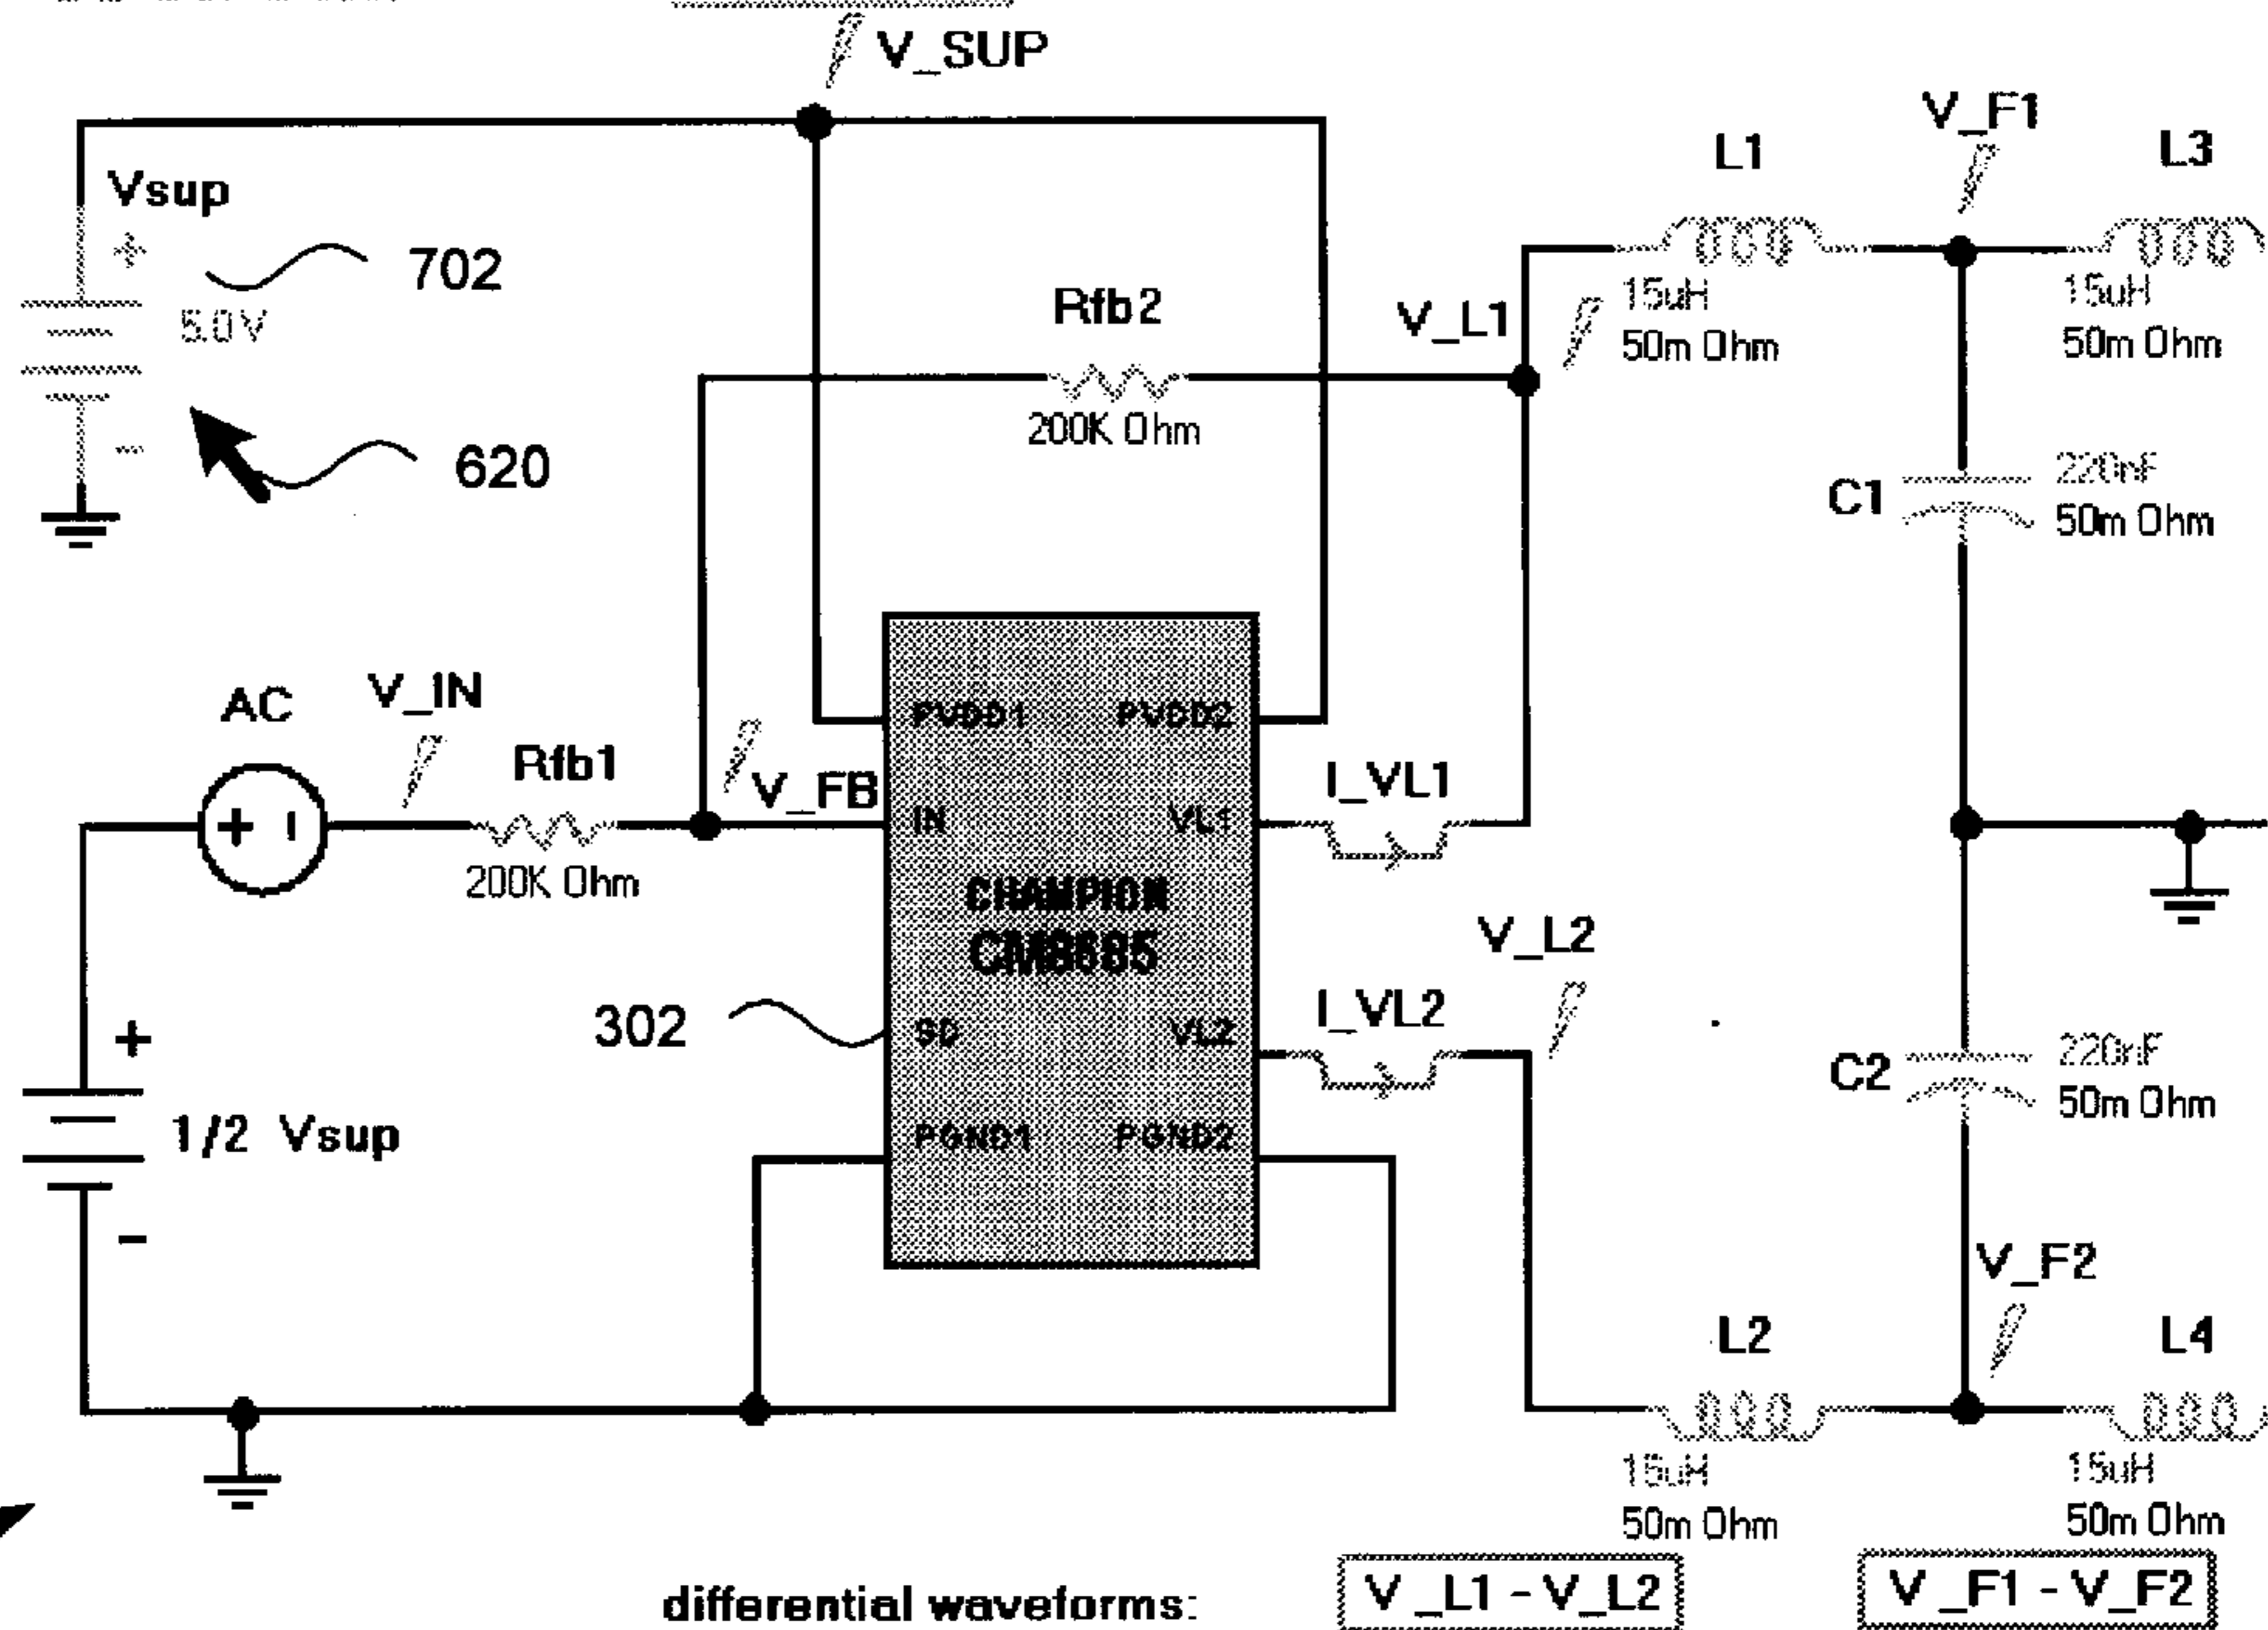 V_SUP
V_F1
L1
L3
Vsup
+
702
5.0V
Rfb2
V_L1
15uH
50m Ohm
15uH
50m Ohm
200K Ohm
620
-
C1
220nF
50m Ohm
AC
V_IN
Rfb1
V_FB
+ -
200K Ohm
PVDD1
PVDD2
IN
VL1
I_VL1
CHAMPION
CM8685
V_L2
302
SD
VL2
I_VL2
C2
220nF
50m Ohm
+
1/2 Vsup
-
PGND1
PGND2
V_F2
L2
L4
15uH
50m Ohm
15uH
50m Ohm
differential waveforms:
V_L1 - V_L2
V_F1 - V_F2